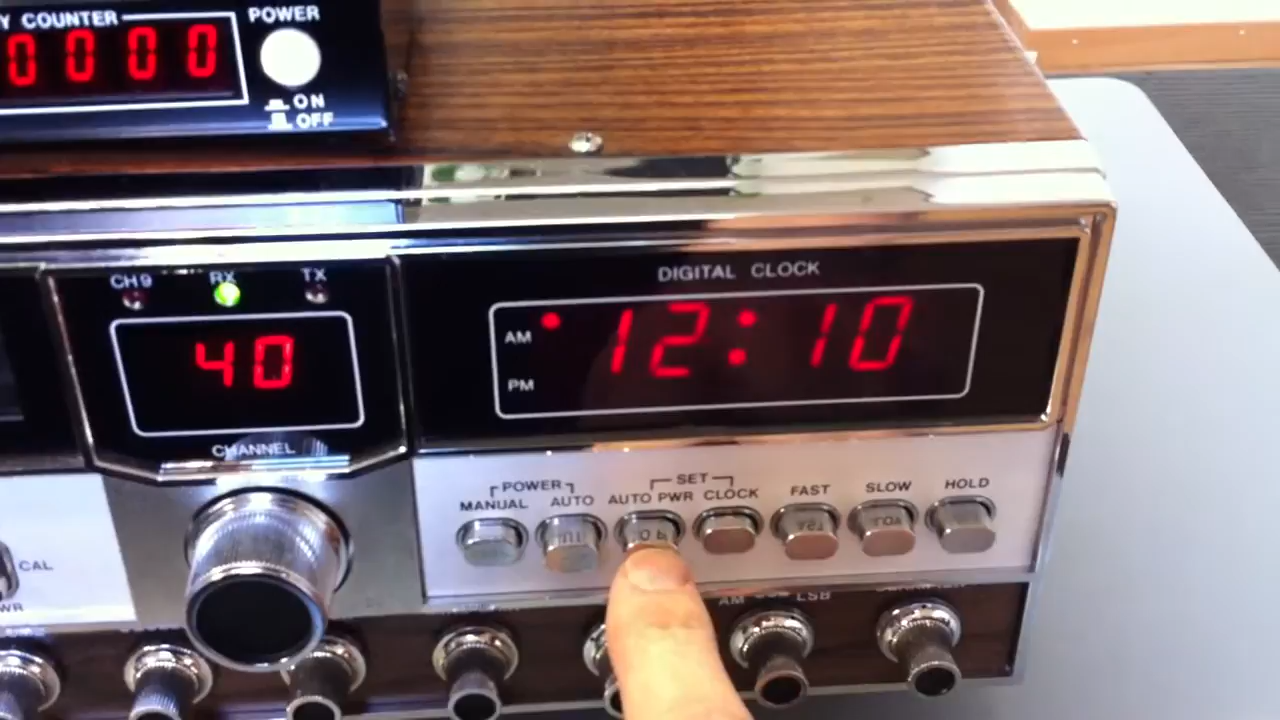 Y COUNTER POWER
0000
ON
OFF
DIGITAL CLOCK
CH9 RX TX
AM 12:10
PM
40
CHANNEL
POWER SET
MANUAL AUTO AUTO PWR CLOCK FAST SLOW HOLD
CAL
WR
AM LSB